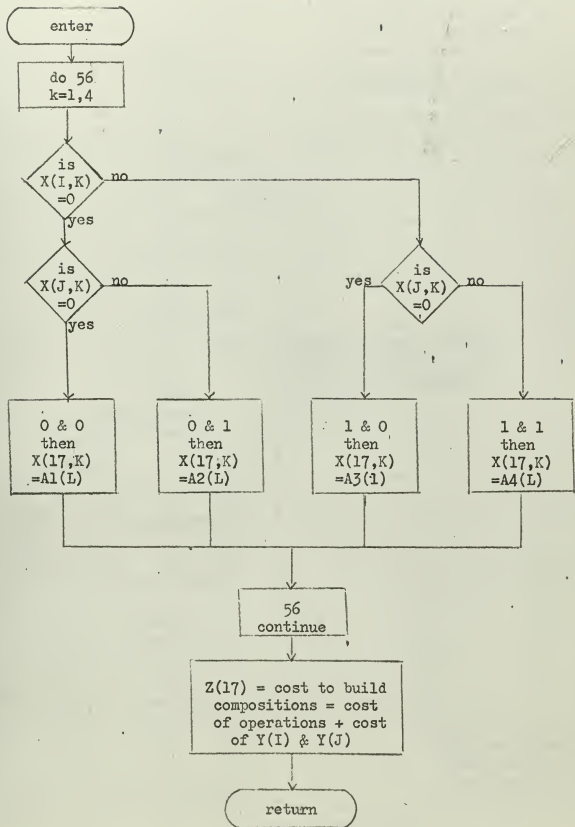 enter
do 56
k=1,4
is
X(I,K)
=0
no
yes
is
X(J,K)
=0
no
yes
yes
is
X(J,K)
=0
no
0 & 0
then
X(17,K)
=A1(L)
0 & 1
then
X(17,K)
=A2(L)
1 & 0
then
X(17,K)
=A3(1)
1 & 1
then
X(17,K)
=A4(L)
56
continue
Z(17) = cost to build
compositions = cost
of operations + cost
of Y(I) & Y(J)
return